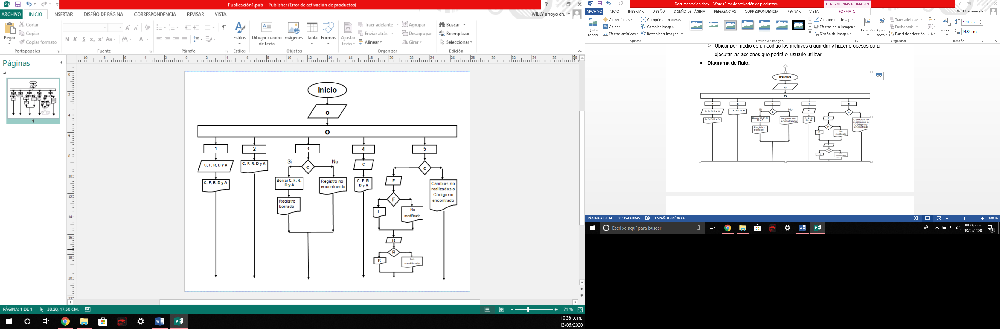 Publicación1.pub - Publisher (Error de activación de productos)
ARCHIVO INICIO INSERTAR DISEÑO DE PÁGINA CORRESPONDENCIA REVISAR VISTA
WILLY arroyo ch.
Pegar
Cortar
Copiar
Copiar formato
Portapapeles
N K S x₂ x² Aa AV A
Fuente
Párrafo
Estilos
Estilos
Dibujar cuadro
de texto
Imágenes
Tabla
Formas
Objetos
Ajustar
texto
Traer adelante
Enviar atrás
Alinear
Agrupar
Desagrupar
Girar
Organizar
Buscar
Reemplazar
Seleccionar
Edición
Páginas
1
10 8 6 4 2 0 2 4 6 8 10 12 14 16 18 20 22 24 26 28 30 32 34 36 38
0
2
4
6
8
10
12
14
16
18
20
22
Inicio
o
O
1 2 3 4 5
C, F, R, D y A
C, F, R, D y A
C, F, R, D y A
Si No
c
Borrar C, F, R,
D y A
Registro
borrado
Registro no
encontrando
C
C, F, R,
D y A
c
F
F
F
No
modificado
R
R
R
No
modificado
Cambios no
realizados o
Código no
encontrado
PÁGINA: 1 DE 1 38.20, 17.50 CM.
71 %
10:38 p. m.
13/05/2020
Documentacion.docx - Word (Error de activación de productos)
HERRAMIENTAS DE IMAGEN
ARCHIVO INICIO INSERTAR DISEÑO DISEÑO DE PÁGINA REFERENCIAS CORRESPONDENCIA REVISAR VISTA FORMATO
WILLY arroyo ch.
Quitar
fondo
Correcciones
Color
Efectos artísticos
Comprimir imágenes
Cambiar imagen
Restablecer imagen
Ajustar
Estilos de imagen
Contorno de imagen
Efectos de la imagen
Diseño de imagen
Posición
Ajustar
texto
Traer adelante
Enviar atrás
Panel de selección
Organizar
Recortar
7.78 cm
14.84 cm
Tamaño
Ubicar por medio de un código los archivos a guardar y hacer procesos para
ejecutar las acciones que podrá el usuario utilizar.
• Diagrama de flujo:
Inicio
o
O
1 2 3 4 5
C, F, R, D y A
C, F, R, D y A
C, F, R, D y A
Si No
c
Borrar C, F, R,
D y A
Registro
borrado
Registro no
encontrando
C
C, F, R,
D y A
c
F
F
F
No
modificado
Cambios no
realizados o
Código no
encontrado
No
modificado
PÁGINA 4 DE 14 983 PALABRAS ESPAÑOL (MÉXICO)
100 %
Escribe aquí para buscar
10:38 p. m.
13/05/2020
1